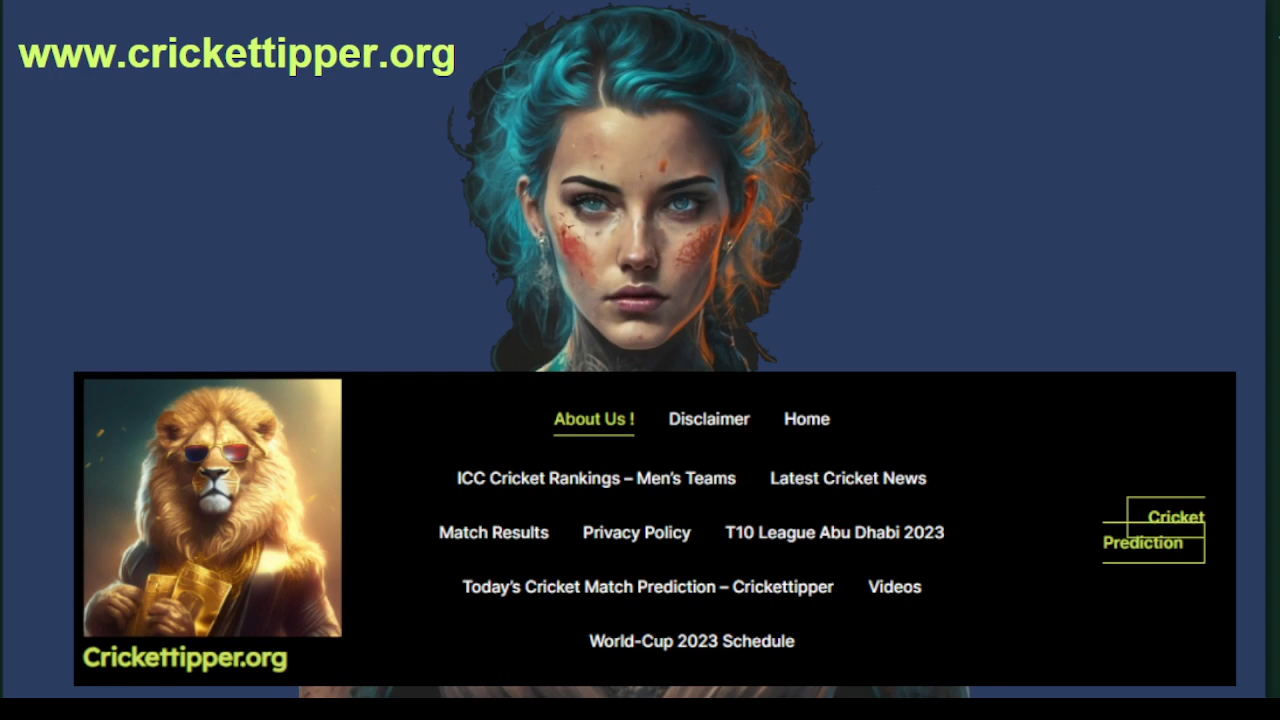 www.crickettipper.org
About Us ! Disclaimer Home
ICC Cricket Rankings – Men’s Teams Latest Cricket News
Match Results Privacy Policy T10 League Abu Dhabi 2023
Today’s Cricket Match Prediction – Crickettipper Videos
World-Cup 2023 Schedule
Cricket
Prediction
Crickettipper.org